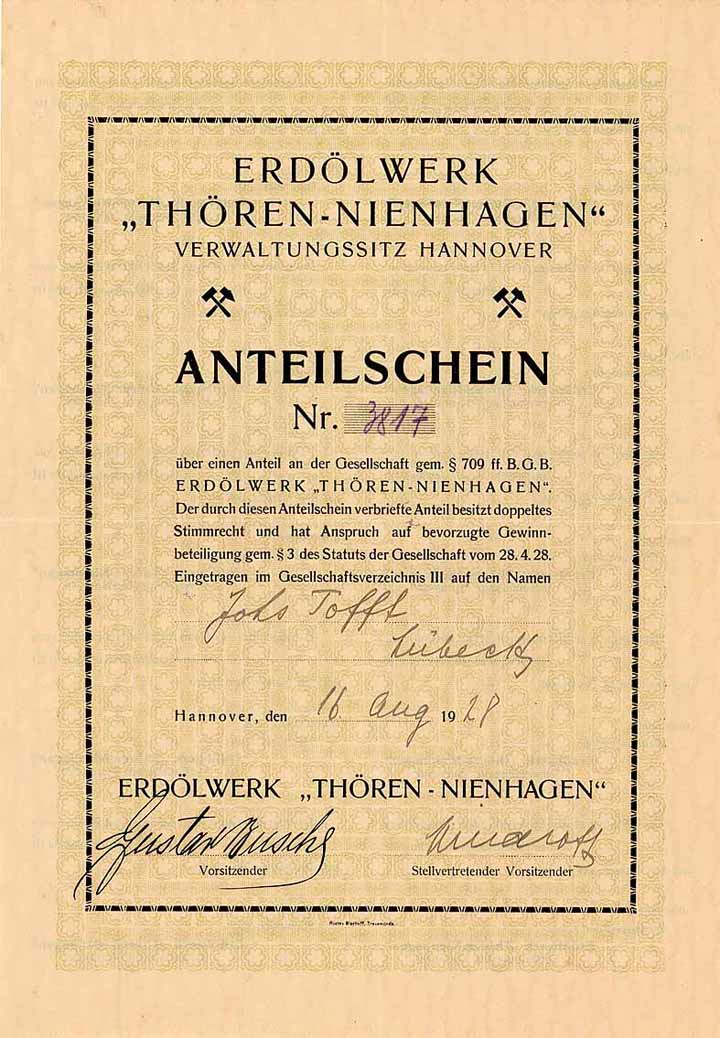 ERDÖLWERK
„THÖREN-NIENHAGEN“
VERWALTUNGSSITZ HANNOVER
ANTEILSCHEIN
Nr. 3817
über einen Anteil an der Gesellschaft gem. § 709 ff. B.G.B.
ERDÖLWERK „THÖREN-NIENHAGEN“.
Der durch diesen Anteilschein verbriefte Anteil besitzt doppeltes
Stimmrecht und hat Anspruch auf bevorzugte Gewinn-
beteiligung gem. § 3 des Statuts der Gesellschaft vom 28. 4. 28.
Eingetragen im Gesellschaftsverzeichnis III auf den Namen
Johs Tofft
Lübeck
Hannover, den 16. Aug 1928
ERDÖLWERK „THÖREN - NIENHAGEN“
Gustav Busche
Vorsitzender
Stellvertretender Vorsitzender